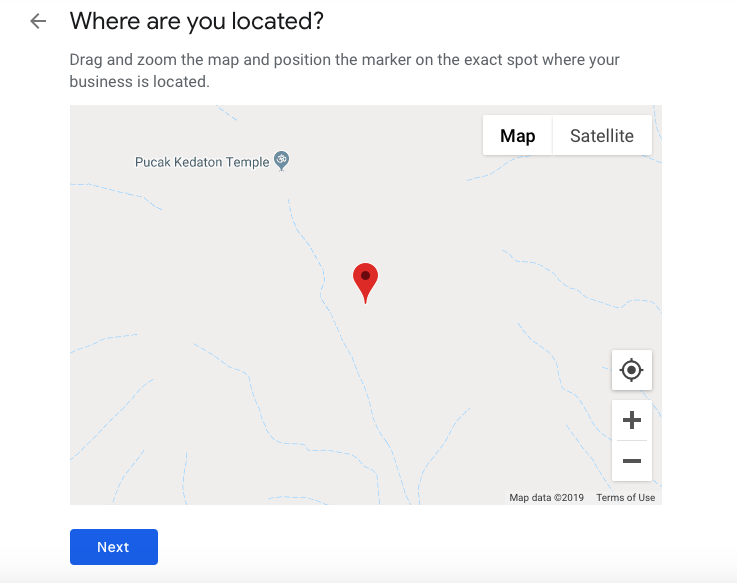 Where are you located?
Drag and zoom the map and position the marker on the exact spot where your
business is located.
Map Satellite
Pucak Kedaton Temple
Map data ©2019 Terms of Use
Next